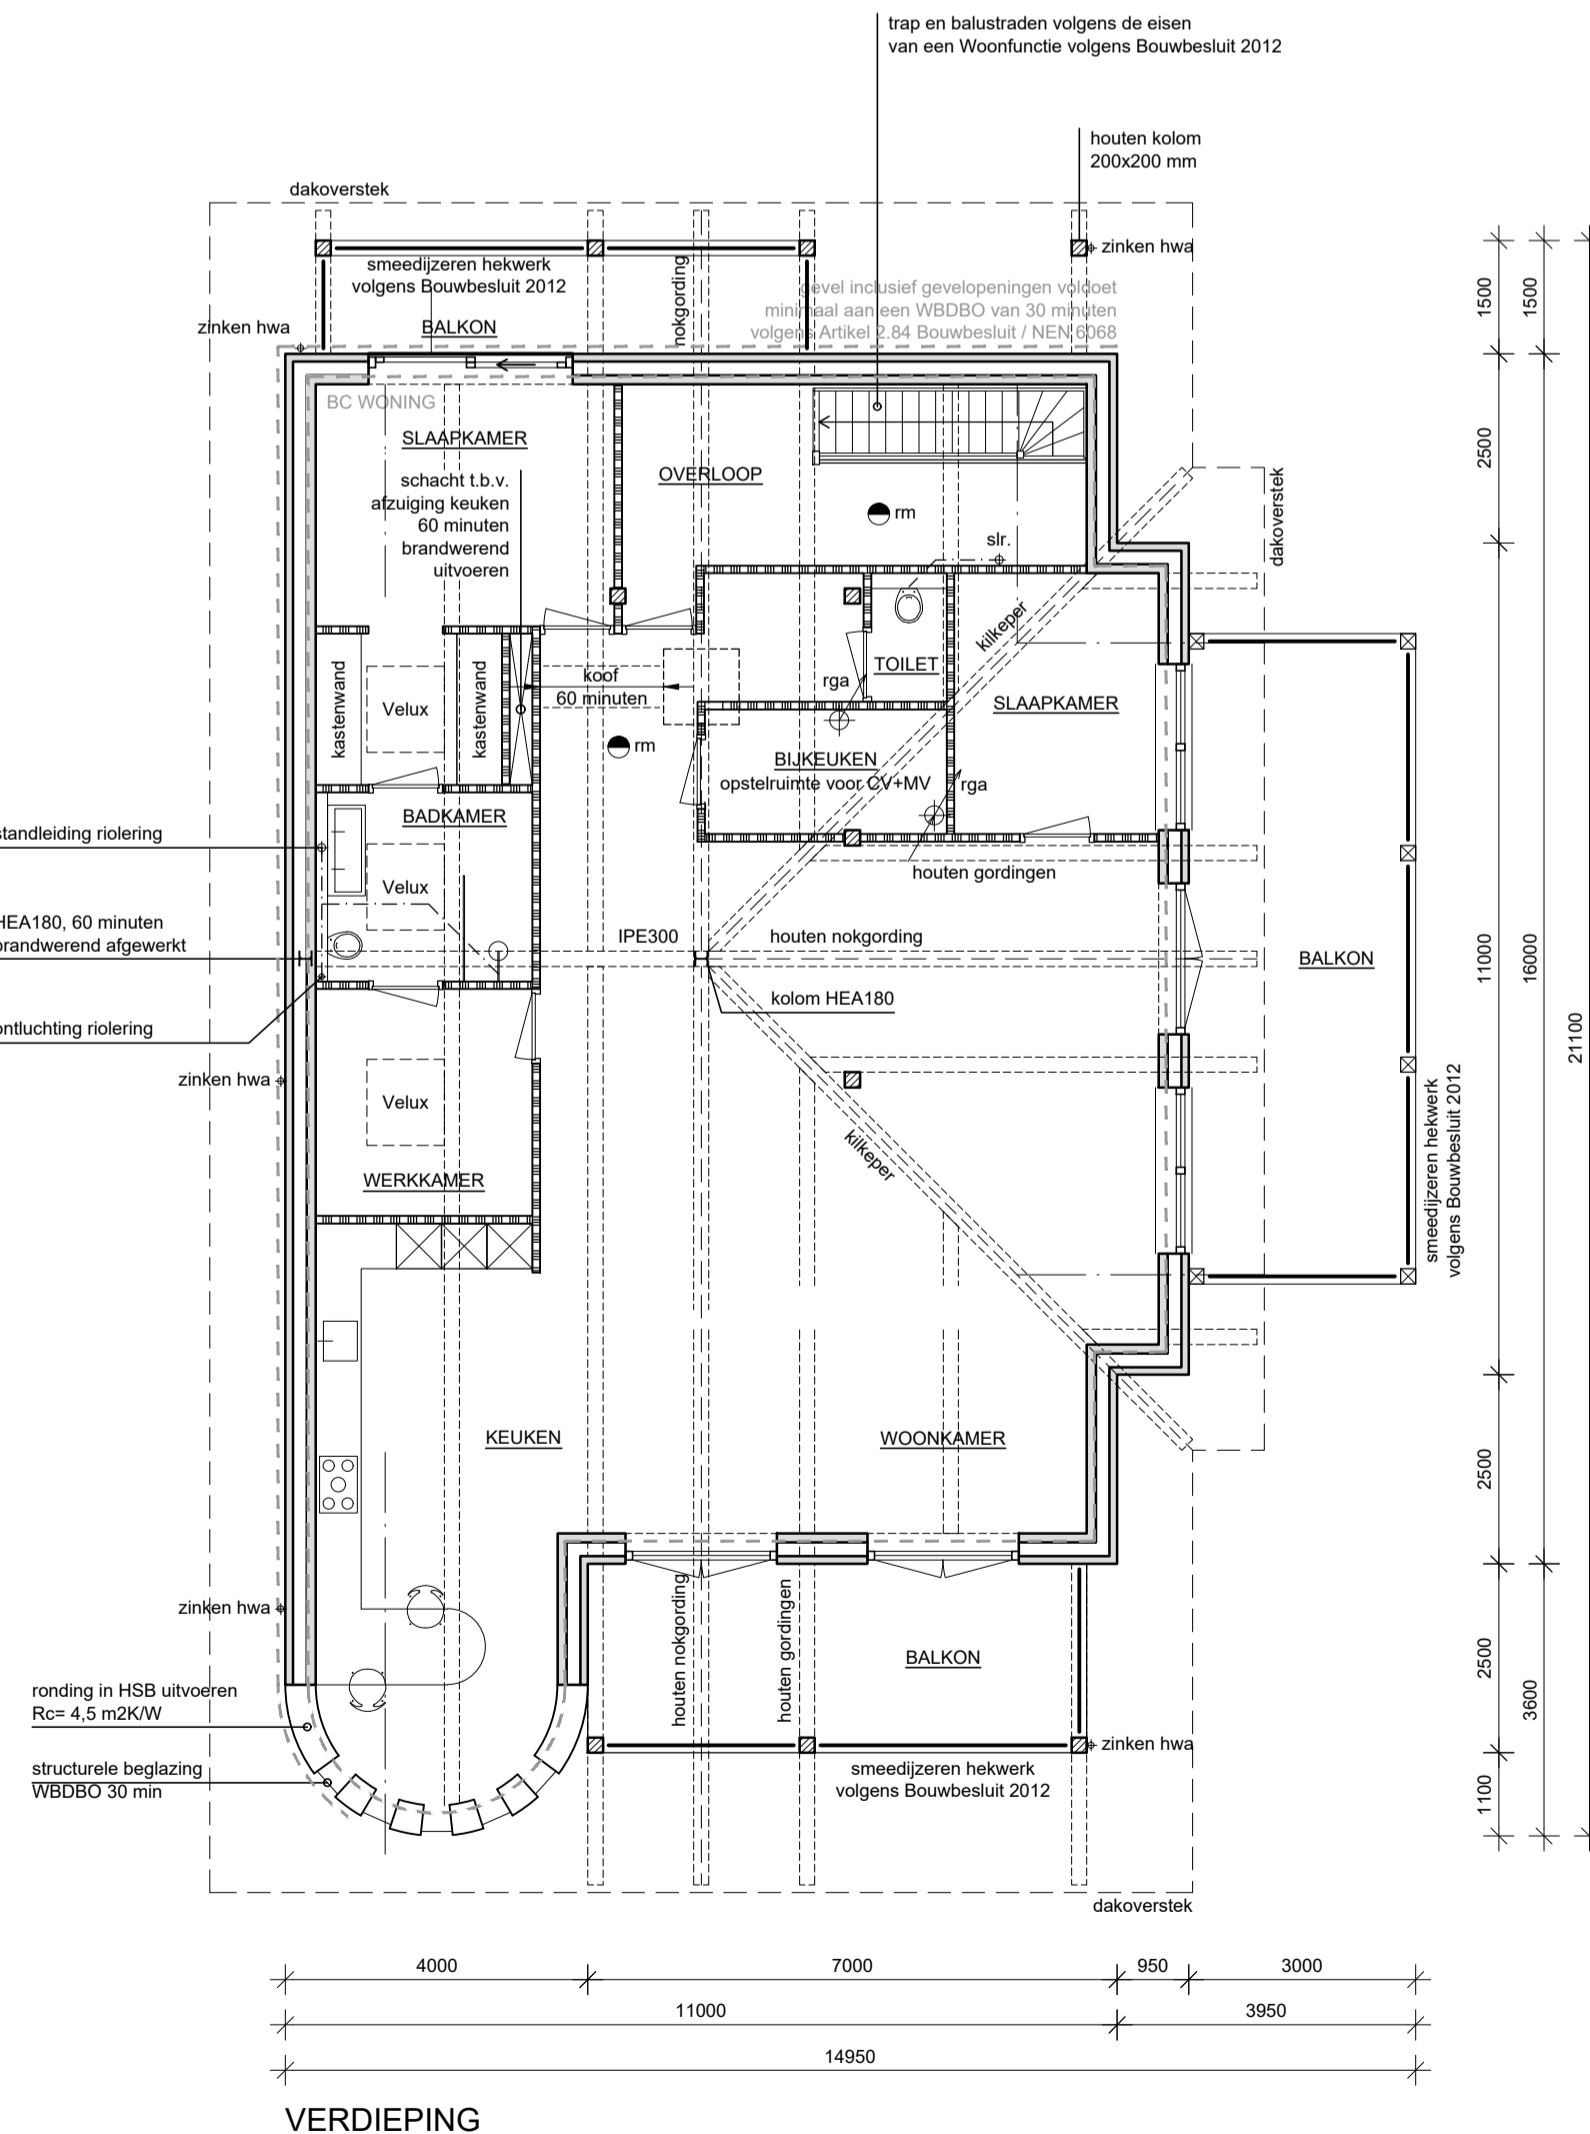 trap en balustraden volgens de eisen
van een Woonfunctie volgens Bouwbesluit 2012
houten kolom
200x200 mm
dakoverstek
zinken hwa
smeedijzeren hekwerk
volgens Bouwbesluit 2012
nokgording
gevel inclusief gevelopeningen voldoet
minimaal aan een WBDBO van 30 minuten
volgens Artikel 2.84 Bouwbesluit / NEN 6068
zinken hwa
BALKON
BC WONING
SLAAPKAMER
OVERLOOP
schacht t.b.v.
afzuiging keuken
60 minuten
brandwerend
uitvoeren
rm
slr.
dakoverstek
kilkeper
koof
60 minuten
TOILET
rga
SLAAPKAMER
kastenwand
Velux
kastenwand
rm
BIJKEUKEN
opstelruimte voor CV+MV
rga
BADKAMER
standleiding riolering
Velux
houten gordingen
HEA180, 60 minuten
brandwerend afgewerkt
IPE300
houten nokgording
BALKON
kolom HEA180
ontluchting riolering
zinken hwa
Velux
kilkeper
smeedijzeren hekwerk
volgens Bouwbesluit 2012
WERKKAMER
KEUKEN
WOONKAMER
zinken hwa
houten nokgording
houten gordingen
BALKON
ronding in HSB uitvoeren
Rc= 4,5 m2K/W
zinken hwa
structurele beglazing
WBDBO 30 min
smeedijzeren hekwerk
volgens Bouwbesluit 2012
dakoverstek
1500
1500
2500
11000
16000
21100
2500
2500
3600
1100
4000
7000
950
3000
11000
3950
14950
VERDIEPING